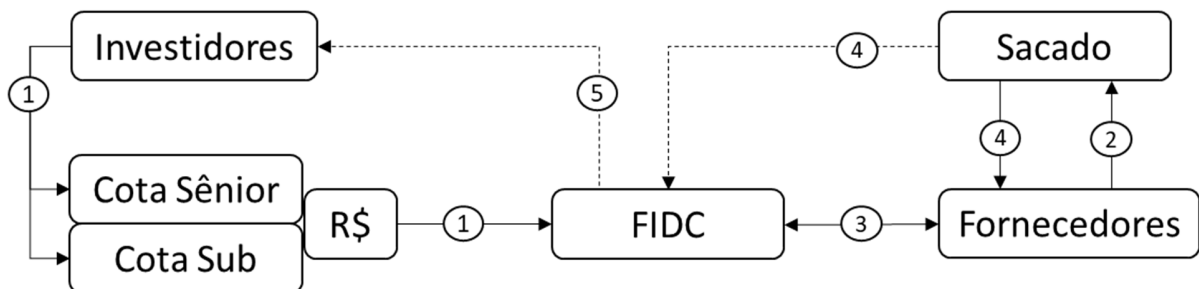 Investidores
4
Sacado
1
5
4
2
Cota Sênior
R$
1
FIDC
3
Fornecedores
Cota Sub